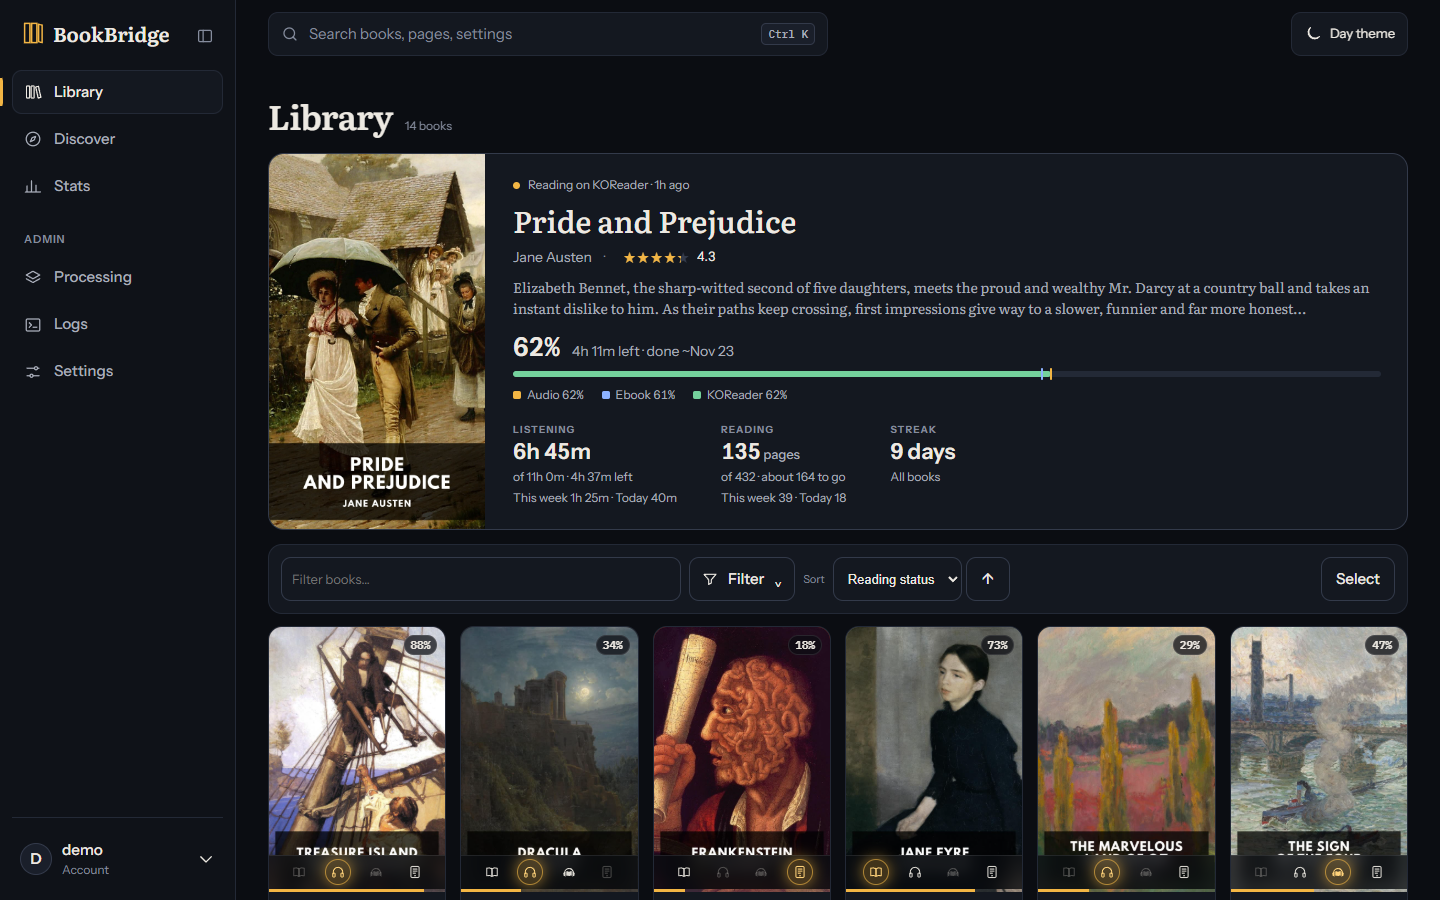 BookBridge
Search books, pages, settings
Ctrl K
Day theme
Library
Discover
Stats
ADMIN
Processing
Logs
Settings
demo
D
Account
Library 14 books
Reading on KOReader · 1h ago
Pride and Prejudice
Jane Austen · 4.3
Elizabeth Bennet, the sharp-witted second of five daughters, meets the proud and wealthy Mr. Darcy at a country ball and takes an
instant dislike to him. As their paths keep crossing, first impressions give way to a slower, funnier and far more honest...
62% 4h 11m left · done ~Nov 23
Audio 62% Ebook 61% KOReader 62%
LISTENING
6h 45m
of 11h 0m · 4h 37m left
This week 1h 25m · Today 40m
READING
135 pages
of 432 · about 164 to go
This week 39 · Today 18
STREAK
9 days
All books
PRIDE
AND PREJUDICE
JANE AUSTEN
Filter books...
Filter
Sort
Reading status
Select
88%
TREASURE ISLAND
34%
DRACULA
18%
FRANKENSTEIN
73%
JANE EYRE
29%
THE MARVELOUS
47%
THE SIGN